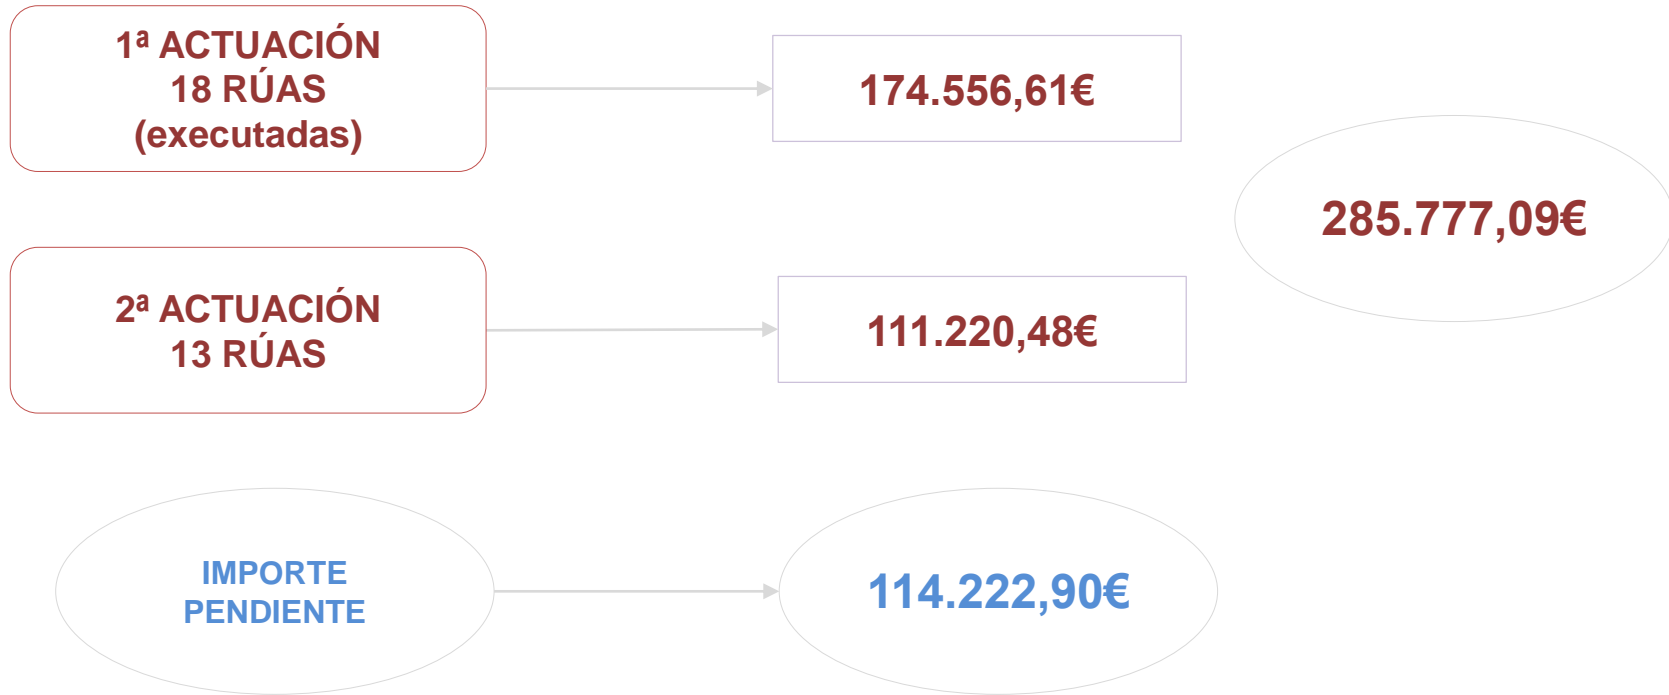 1ª ACTUACIÓN
18 RÚAS
(executadas)
174.556,61€
285.777,09€
2ª ACTUACIÓN
13 RÚAS
111.220,48€
IMPORTE
PENDIENTE
114.222,90€